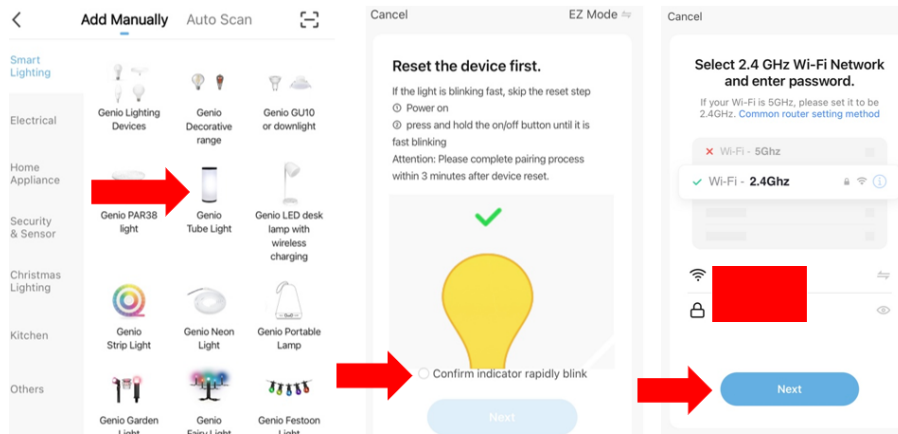 Add Manually
Auto Scan
Smart
Lighting
Electrical
Home
Appliance
Security
& Sensor
Christmas
Lighting
Kitchen
Others
Genio Lighting
Devices
Genio
Decorative
range
Genio GU10
or downlight
Genio PAR38
light
Genio
Tube Light
Genio LED desk
lamp with
wireless
charging
Genio
Strip Light
Genio Neon
Light
Genio Portable
Lamp
Genio Garden
Light
Genio
Fairy Light
Genio Festoon
Light
Cancel
EZ Mode
Reset the device first.
If the light is blinking fast, skip the reset step
① Power on
② press and hold the on/off button until it is
fast blinking
Attention: Please complete pairing process
within 3 minutes after device reset.
Confirm indicator rapidly blink
Next
Cancel
Select 2.4 GHz Wi-Fi Network
and enter password.
If your Wi-Fi is 5GHz, please set it to be
2.4GHz. Common router setting method
Wi-Fi - 5Ghz
Wi-Fi - 2.4Ghz
Next